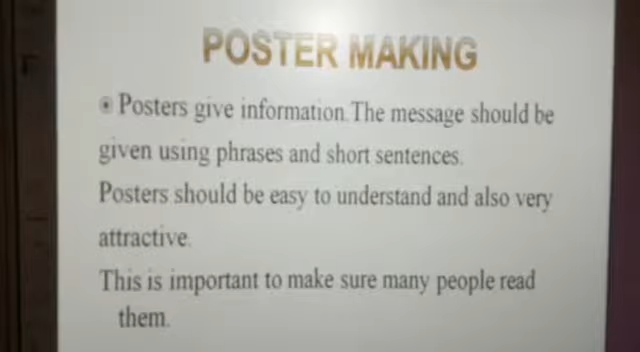 POSTER MAKING
Posters give information. The message should be
given using phrases and short sentences.
Posters should be easy to understand and also very
attractive.
This is important to make sure many people read
them.